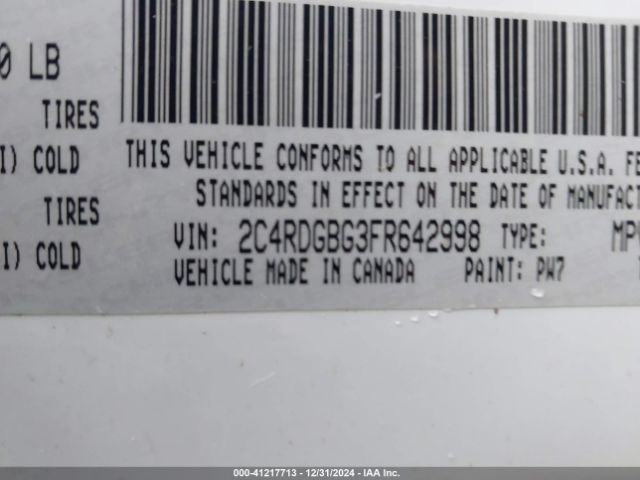 0 LB
TIRES
I) COLD
TIRES
I) COLD
THIS VEHICLE CONFORMS TO ALL APPLICABLE U.S.A. FE
STANDARDS IN EFFECT ON THE DATE OF MANUFACT
VIN: 2C4RDGBG3FR642998 TYPE: MP
VEHICLE MADE IN CANADA PAINT: PW7
000-41217713 - 12/31/2024 - IAA Inc.